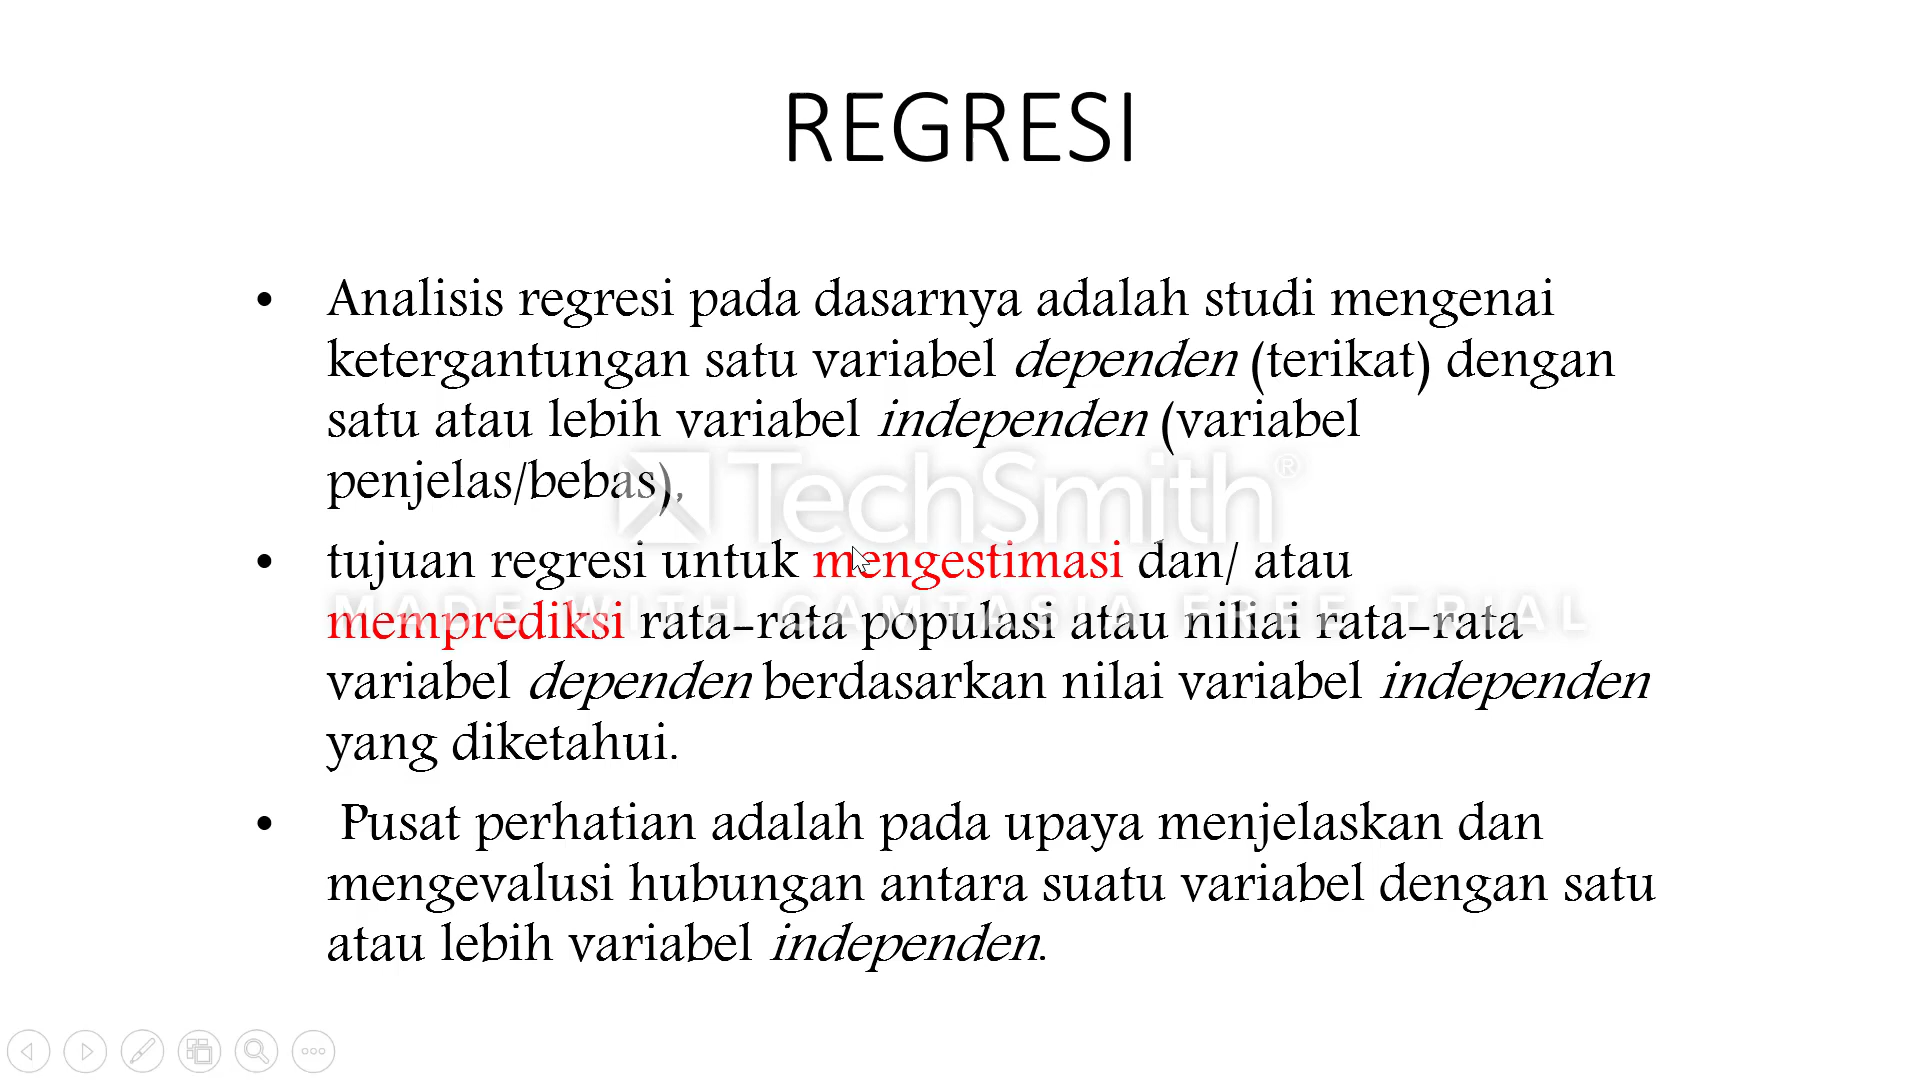 REGRESI
• Analisis regresi pada dasarnya adalah studi mengenai
ketergantungan satu variabel dependen (terikat) dengan
satu atau lebih variabel independen (variabel
penjelas/bebas),
TechSmith®
• tujuan regresi untuk mengestimasi dan/ atau
MADE WITH CAMTASIA FREE TRIAL
memprediksi rata-rata populasi atau niliai rata-rata
variabel dependen berdasarkan nilai variabel independen
yang diketahui.
• Pusat perhatian adalah pada upaya menjelaskan dan
mengevalusi hubungan antara suatu variabel dengan satu
atau lebih variabel independen.